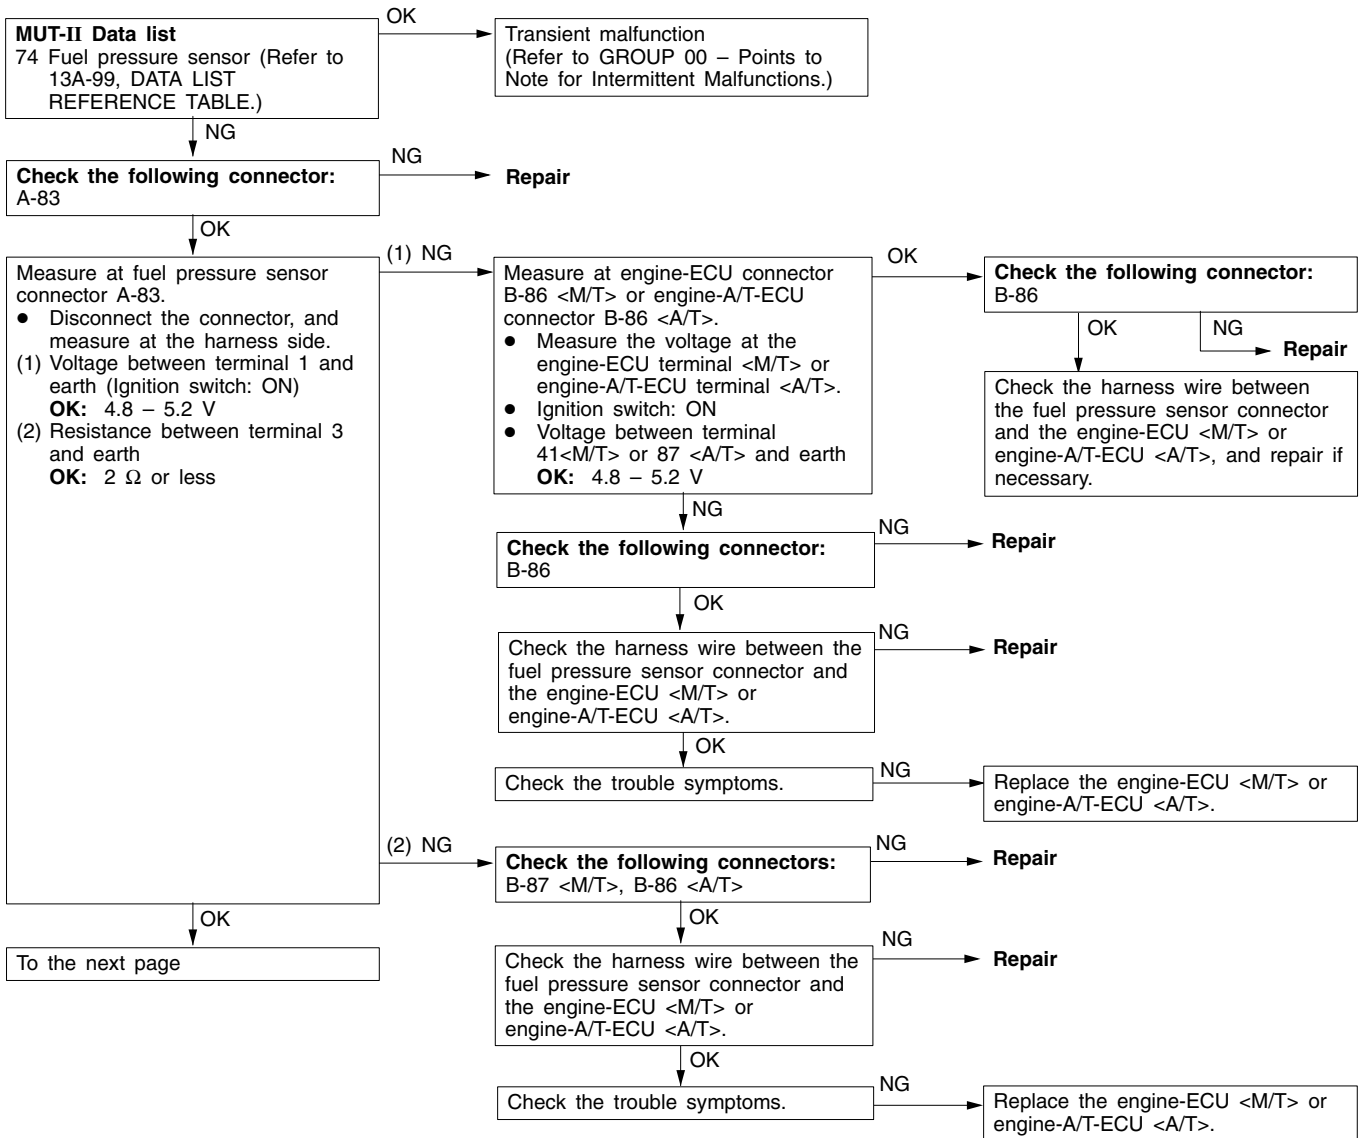 MUT-II Data list
74 Fuel pressure sensor (Refer to
13A-99, DATA LIST
REFERENCE TABLE.)
OK
Transient malfunction
(Refer to GROUP 00 – Points to
Note for Intermittent Malfunctions.)
NG
Check the following connector:
A-83
NG
Repair
OK
Measure at fuel pressure sensor
connector A-83.
● Disconnect the connector, and
measure at the harness side.
(1) Voltage between terminal 1 and
earth (Ignition switch: ON)
OK: 4.8 – 5.2 V
(2) Resistance between terminal 3
and earth
OK: 2 Ω or less
(1) NG
Measure at engine-ECU connector
B-86 <M/T> or engine-A/T-ECU
connector B-86 <A/T>.
● Measure the voltage at the
engine-ECU terminal <M/T> or
engine-A/T-ECU terminal <A/T>.
● Ignition switch: ON
● Voltage between terminal
41<M/T> or 87 <A/T> and earth
OK: 4.8 – 5.2 V
OK
Check the following connector:
B-86
OK
NG
Repair
Check the harness wire between
the fuel pressure sensor connector
and the engine-ECU <M/T> or
engine-A/T-ECU <A/T>, and repair if
necessary.
NG
Check the following connector:
B-86
NG
Repair
OK
Check the harness wire between the
fuel pressure sensor connector and
the engine-ECU <M/T> or
engine-A/T-ECU <A/T>.
NG
Repair
OK
Check the trouble symptoms.
NG
Replace the engine-ECU <M/T> or
engine-A/T-ECU <A/T>.
(2) NG
Check the following connectors:
B-87 <M/T>, B-86 <A/T>
NG
Repair
OK
Check the harness wire between the
fuel pressure sensor connector and
the engine-ECU <M/T> or
engine-A/T-ECU <A/T>.
NG
Repair
OK
Check the trouble symptoms.
NG
Replace the engine-ECU <M/T> or
engine-A/T-ECU <A/T>.
OK
To the next page